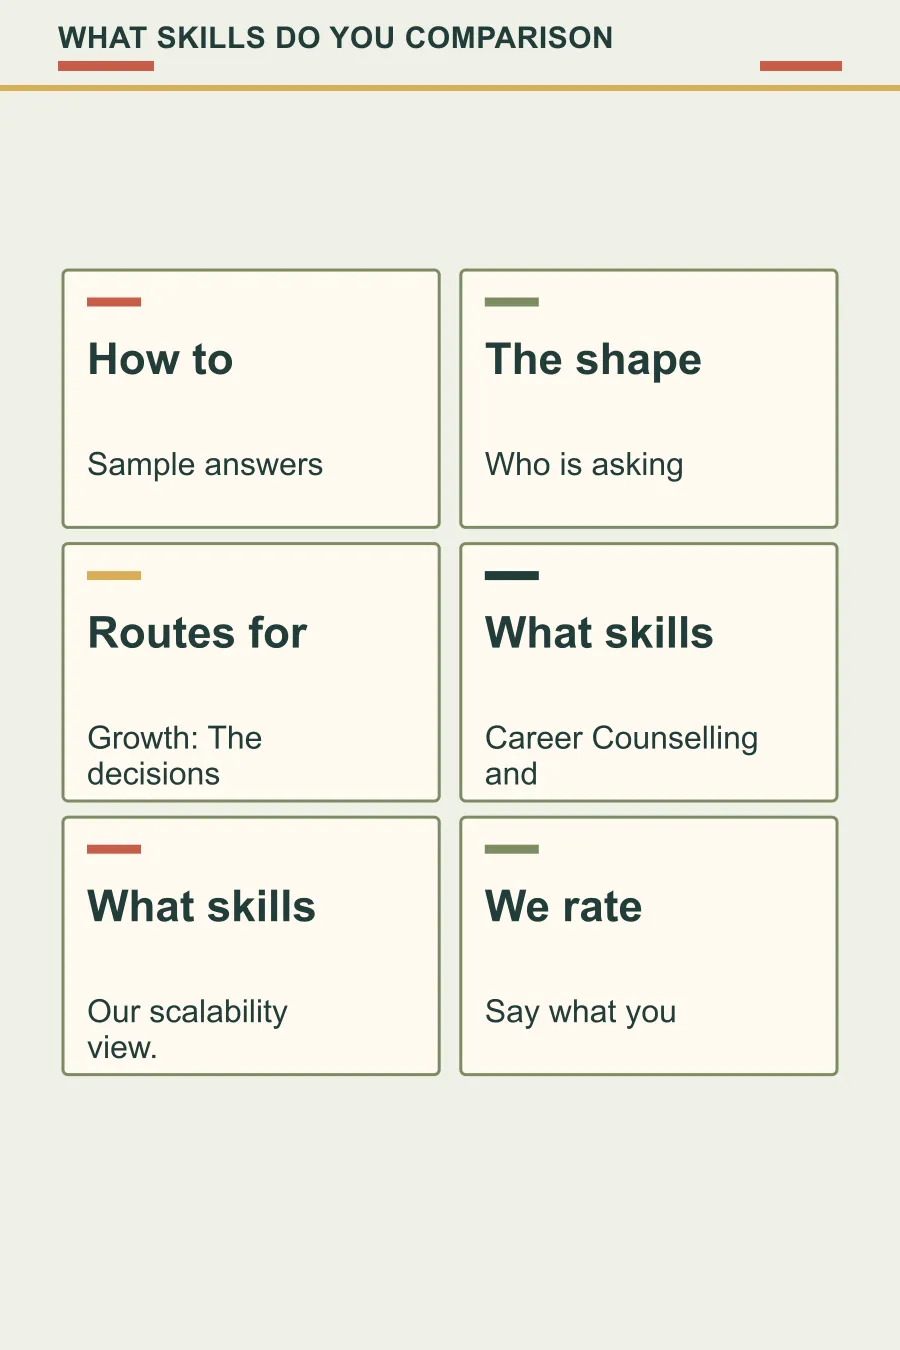 WHAT SKILLS DO YOU COMPARISON
How to
Sample answers
The shape
Who is asking
Routes for
Growth: The
decisions
What skills
Career Counselling
and
What skills
Our scalability
view.
We rate
Say what you